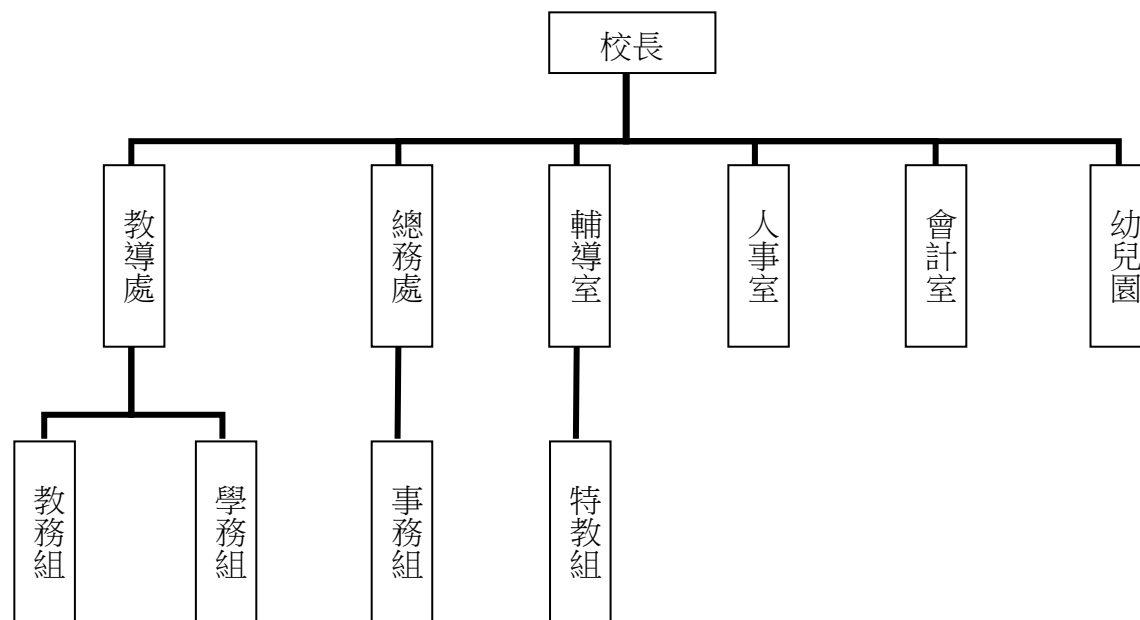 校長
教導處
總務處
輔導室
人事室
會計室
幼兒園
教務組
學務組
事務組
特教組